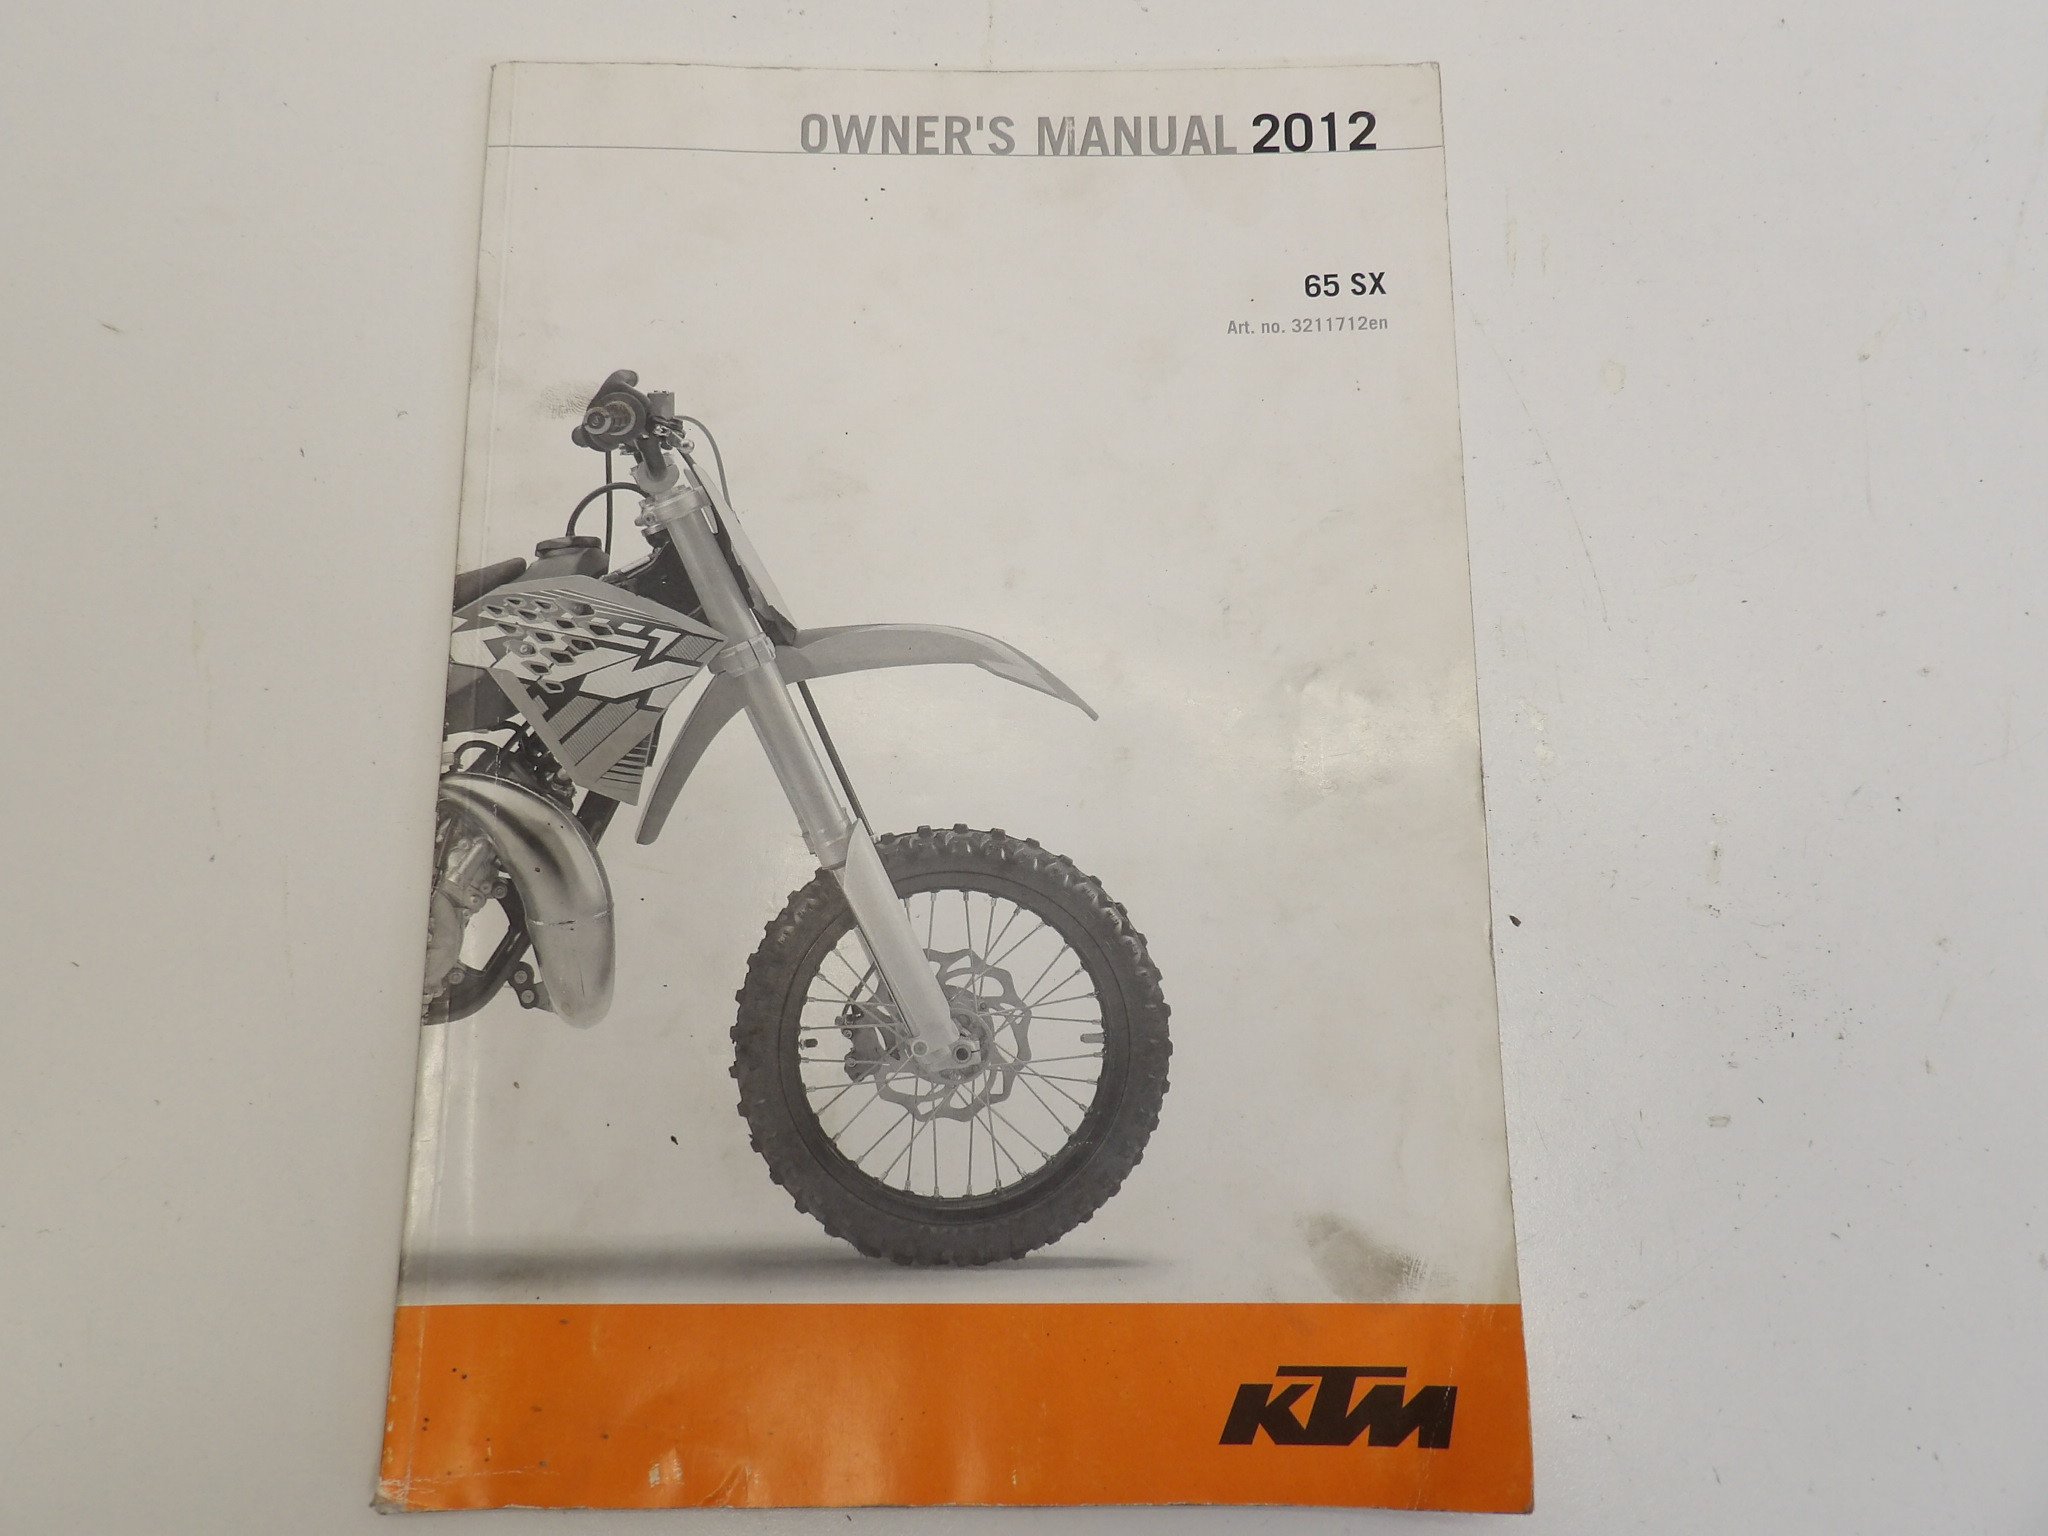 OWNER'S MANUAL 2012
65 SX
Art. no. 3211712en
KTM